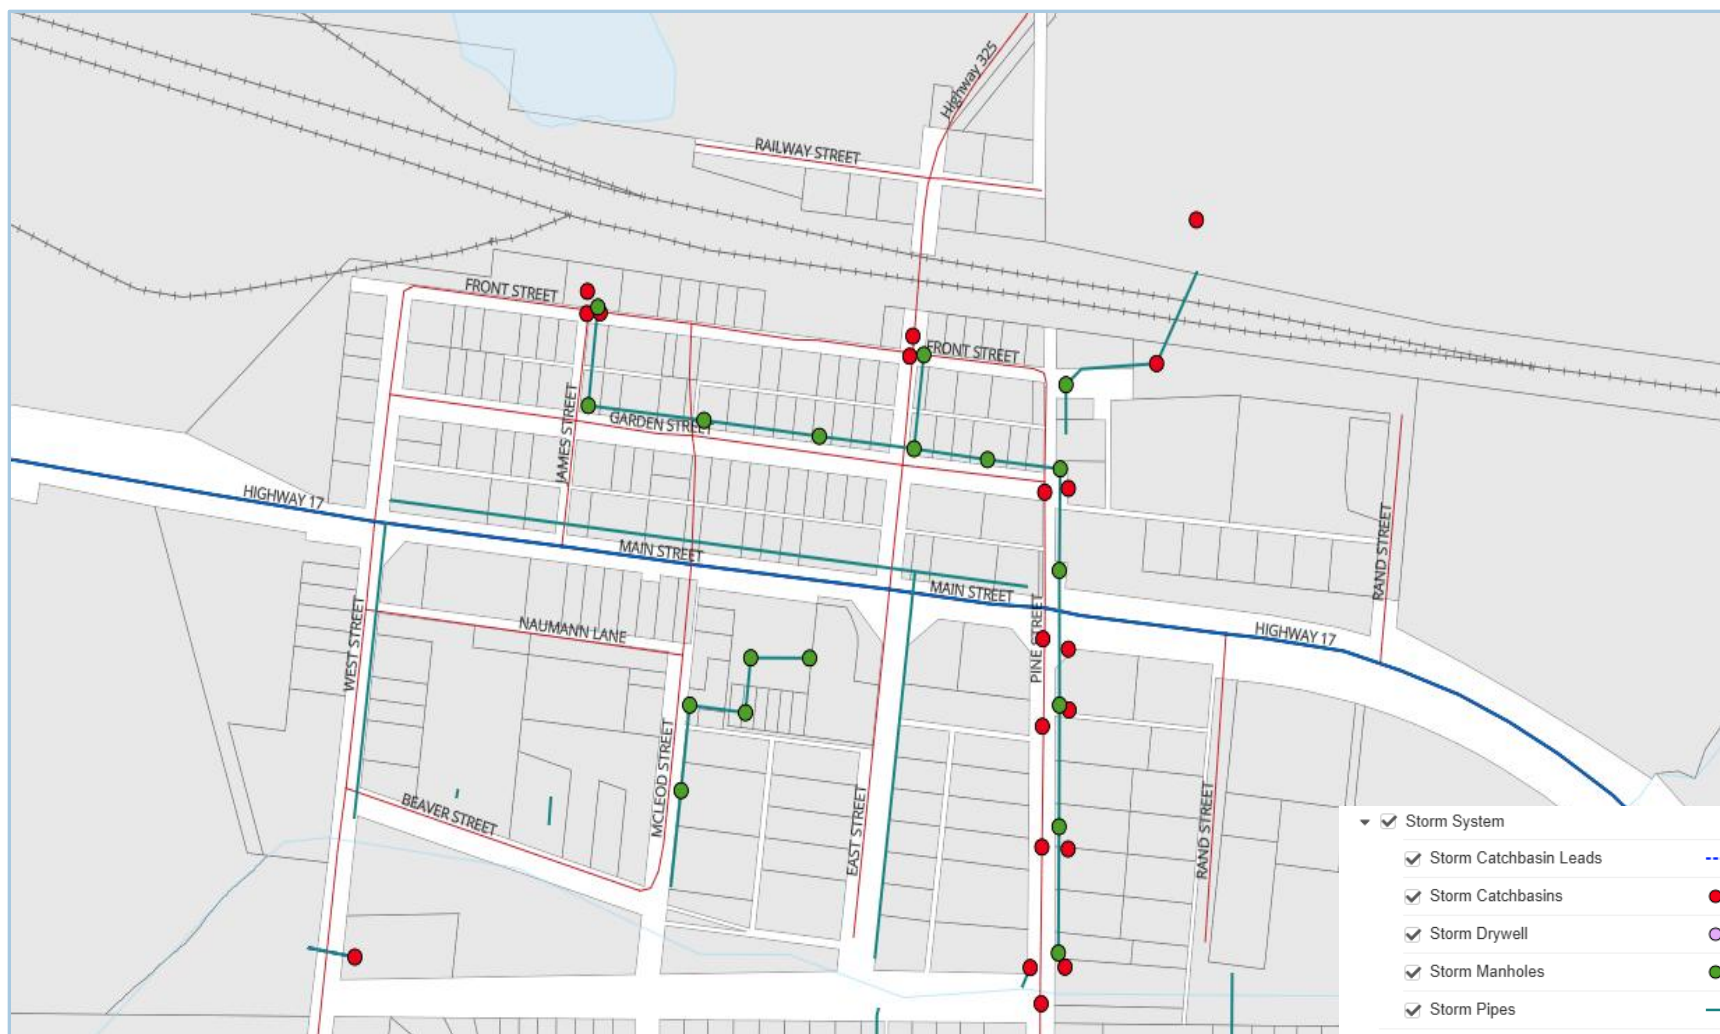 Highway 325
RAILWAY STREET
FRONT STREET
FRONT STREET
JAMES STREET
GARDEN STREET
HIGHWAY 17
MAIN STREET
MAIN STREET
RAND STREET
HIGHWAY 17
WEST STREET
NAUMANN LANE
PINE STREET
MCLEOD STREET
BEAVER STREET
EAST STREET
RAND STREET
Storm System
Storm Catchbasin Leads
Storm Catchbasins
Storm Drywell
Storm Manholes
Storm Pipes